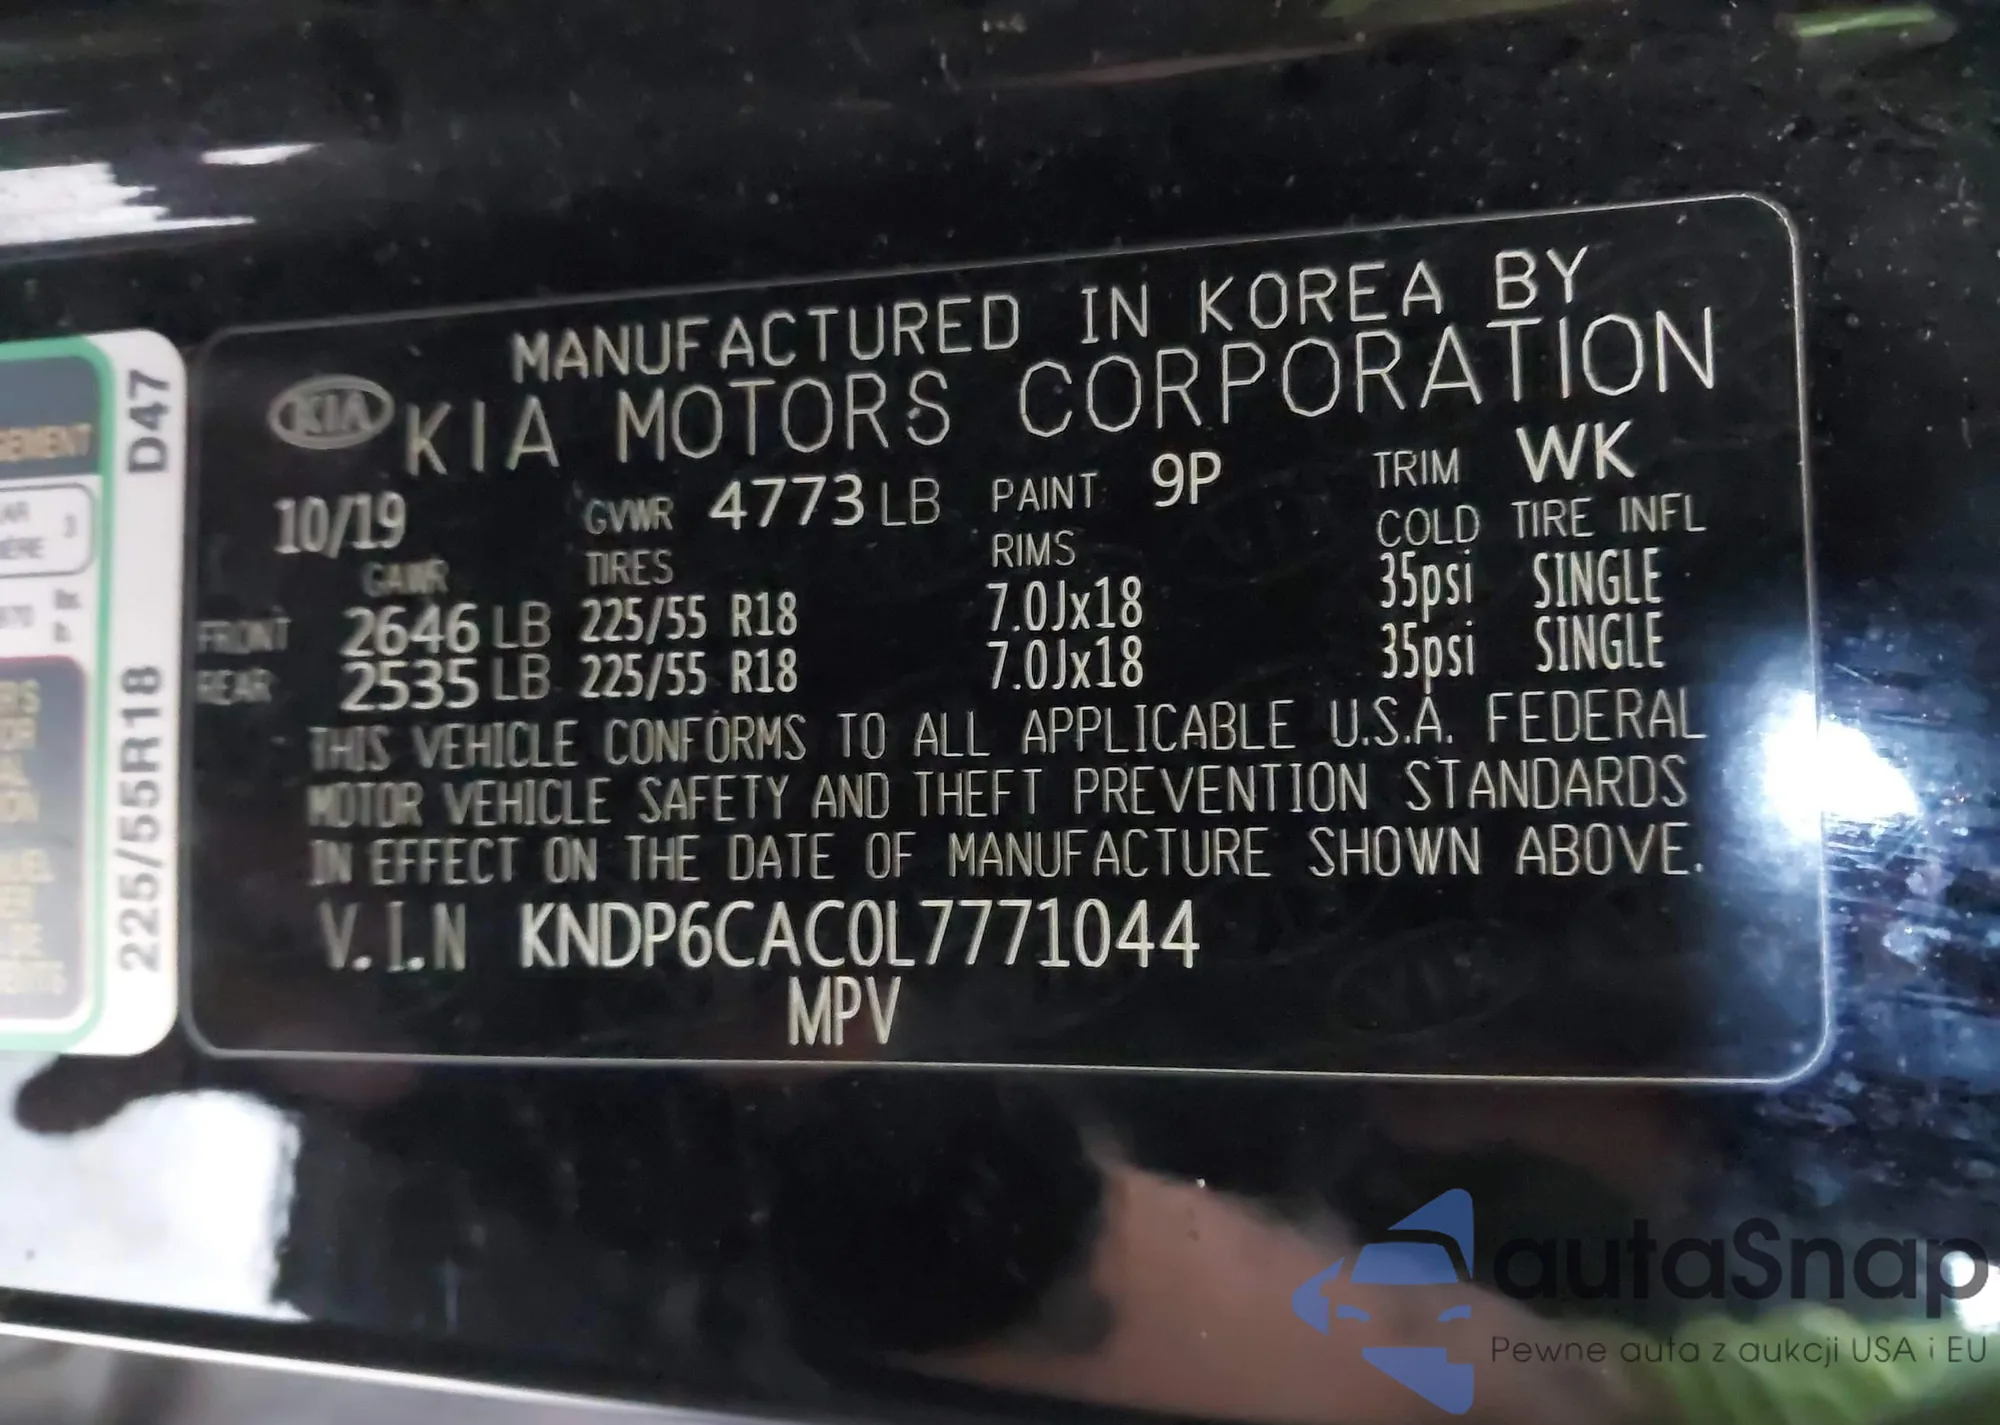 MANUFACTURED IN KOREA BY
KIA KIA MOTORS CORPORATION
10/19 GVWR 4773 LB PAINT 9P TRIM WK
GAWR TIRES RIMS COLD TIRE INFL
FRONT 2646 LB 225/55 R18 7.0Jx18 35psi SINGLE
REAR 2535 LB 225/55 R18 7.0Jx18 35psi SINGLE
THIS VEHICLE CONFORMS TO ALL APPLICABLE U.S.A. FEDERAL
MOTOR VEHICLE SAFETY AND THEFT PREVENTION STANDARDS
IN EFFECT ON THE DATE OF MANUFACTURE SHOWN ABOVE.
V.I.N KNDP6CAC0L7771044
MPV
225/55R18 D47
autaSnap
Pewne auta z aukcji USA i EU